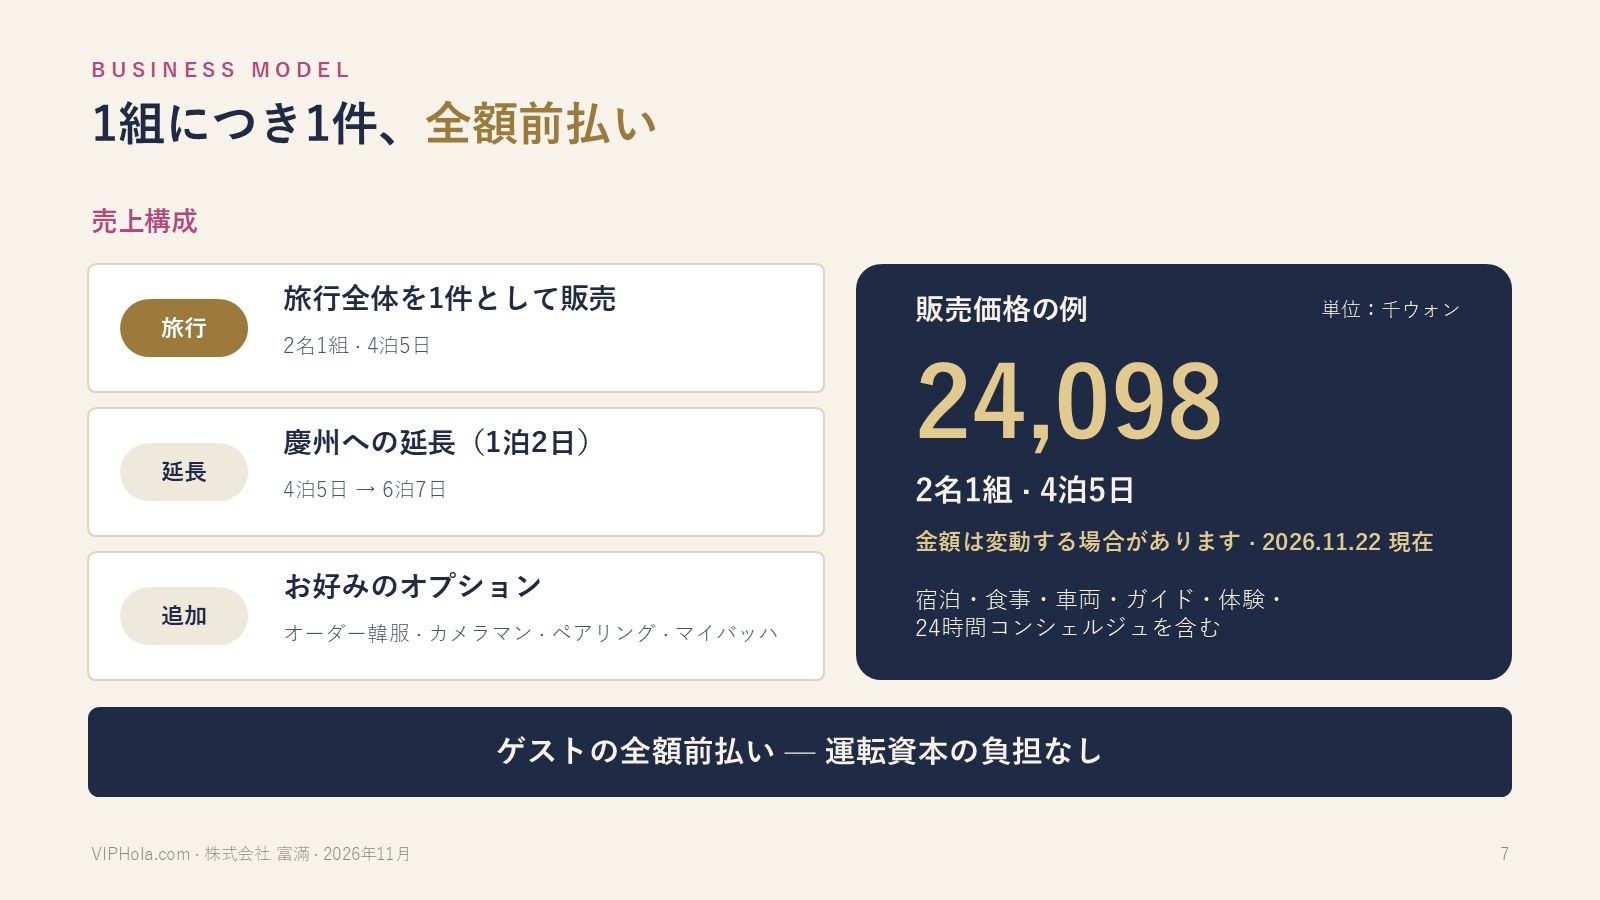 BUSINESS MODEL
1組につき1件、全額前払い
売上構成
旅行
旅行全体を1件として販売
2名1組 · 4泊5日
延長
慶州への延長（1泊2日）
4泊5日 → 6泊7日
追加
お好みのオプション
オーダー韓服 · カメラマン · ペアリング · マイバッハ
販売価格の例
単位：千ウォン
24,098
2名1組 · 4泊5日
金額は変動する場合があります · 2026.11.22 現在
宿泊・食事・車両・ガイド・体験・
24時間コンシェルジュを含む
ゲストの全額前払い — 運転資本の負担なし
VIPHola.com · 株式会社 富滿 · 2026年11月
7